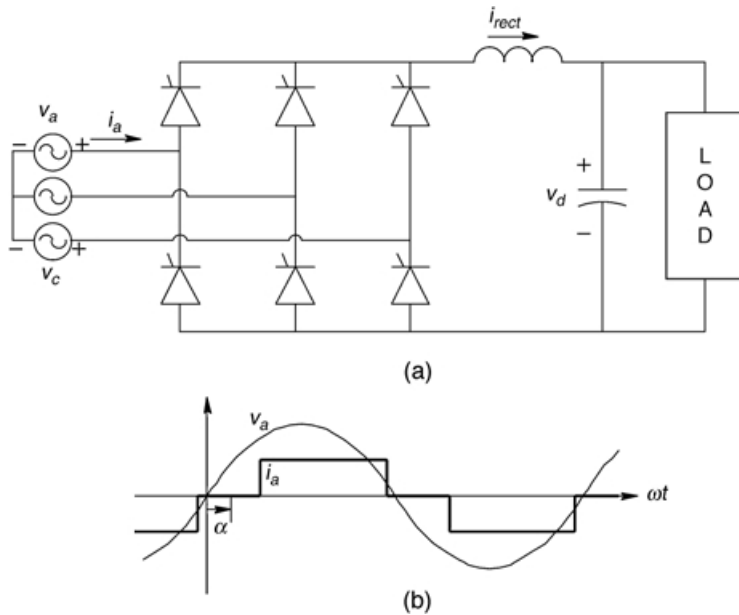 i_rect
v_a
i_a
− +
− +
v_c
+
v_d
−
L
O
A
D
(a)
v_a
i_a
ωt
α
(b)